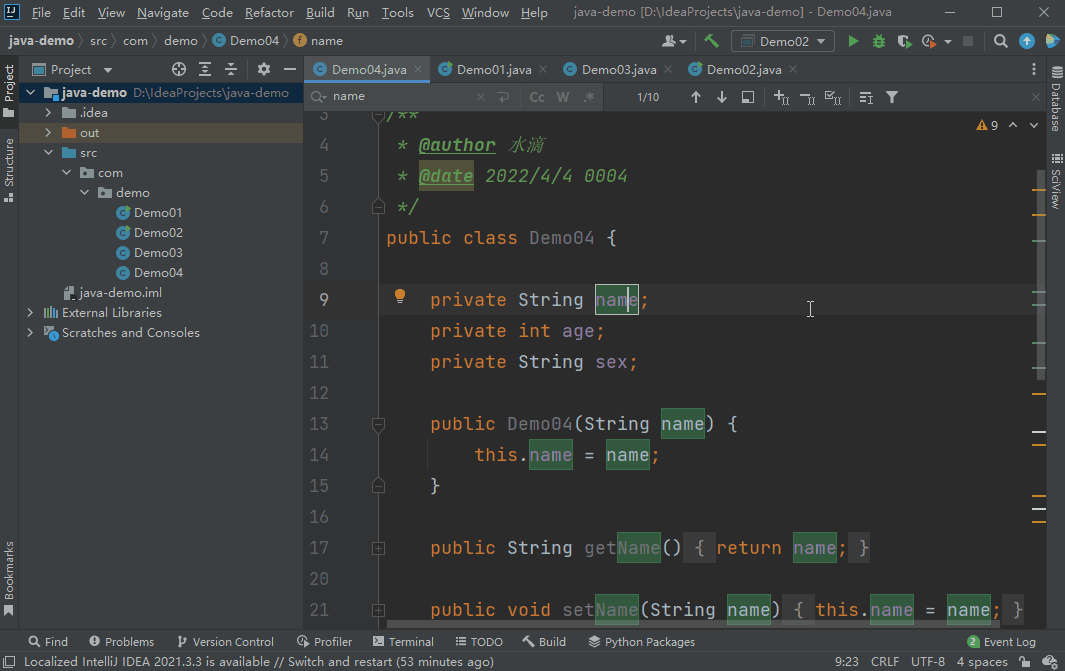 File Edit View Navigate Code Refactor Build Run Tools VCS Window Help java-demo [D:\IdeaProjects\java-demo] - Demo04.java
java-demo src com demo Demo04 name Demo02
Project Demo04.java Demo01.java Demo03.java Demo02.java
name Cc W .* 1/10
Project
Structure
Bookmarks
java-demo D:\IdeaProjects\java-demo
.idea
out
src
com
demo
Demo01
Demo02
Demo03
Demo04
java-demo.iml
External Libraries
Scratches and Consoles
3 /**
4 * @author 水滴
5 * @date 2022/4/4 0004
6 */
7 public class Demo04 {
8
9 private String name;
10 private int age;
11 private String sex;
12
13 public Demo04(String name) {
14 this.name = name;
15 }
16
17 public String getName() { return name; }
20
21 public void setName(String name) { this.name = name; }
9
Database
SciView
Find Problems Version Control Profiler Terminal TODO Build Python Packages 2 Event Log
Localized IntelliJ IDEA 2021.3.3 is available // Switch and restart (53 minutes ago) 9:23 CRLF UTF-8 4 spaces